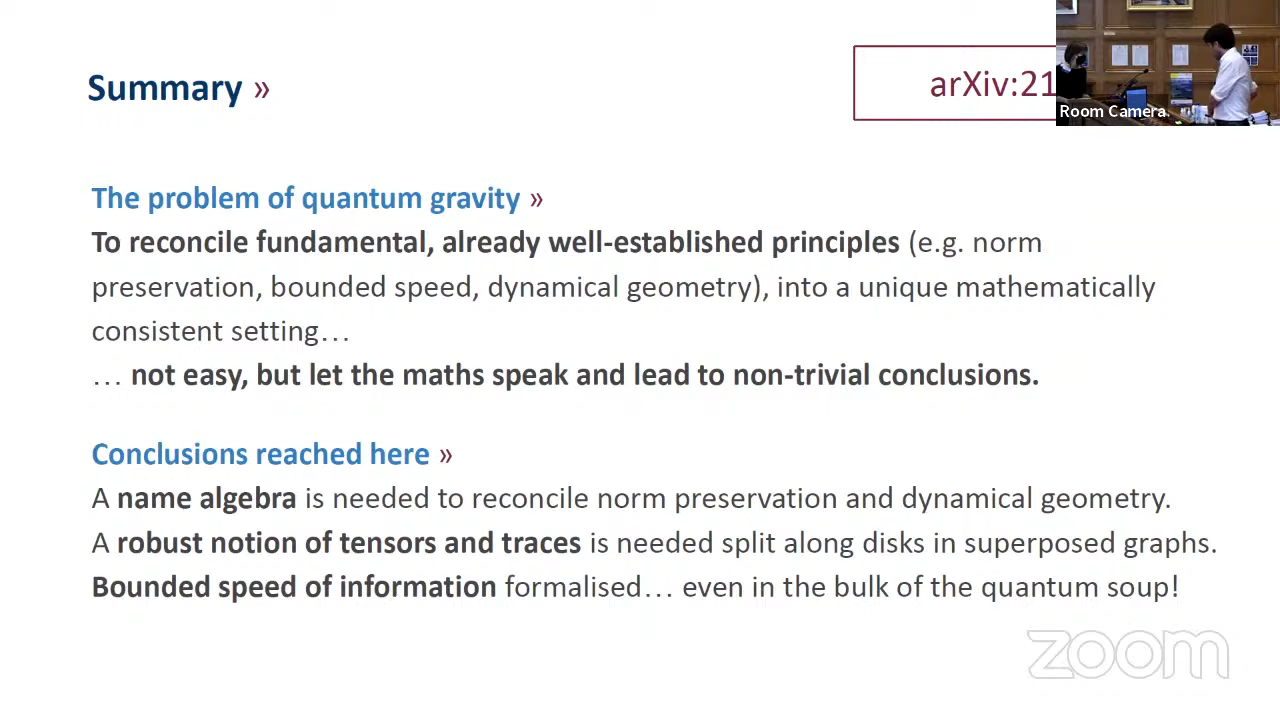 Summary »
arXiv:21
Room Camera.
The problem of quantum gravity »
To reconcile fundamental, already well-established principles (e.g. norm
preservation, bounded speed, dynamical geometry), into a unique mathematically
consistent setting…
… not easy, but let the maths speak and lead to non-trivial conclusions.
Conclusions reached here »
A name algebra is needed to reconcile norm preservation and dynamical geometry.
A robust notion of tensors and traces is needed split along disks in superposed graphs.
Bounded speed of information formalised… even in the bulk of the quantum soup!
zoom